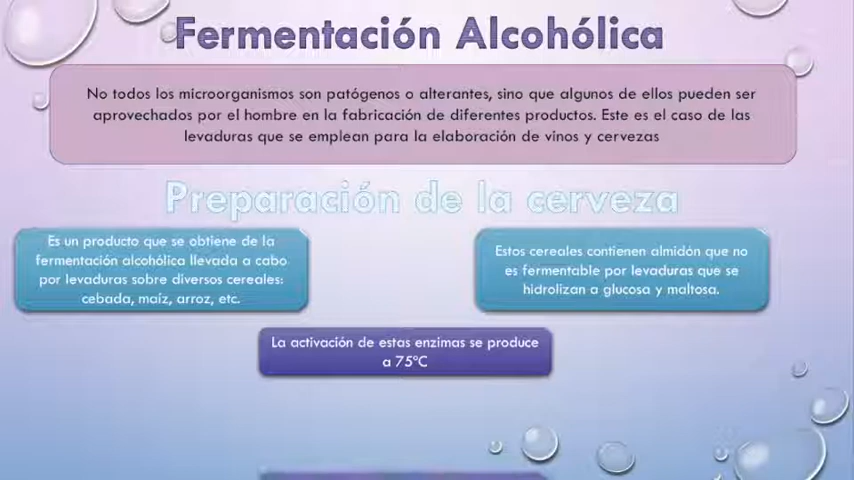 Fermentación Alcohólica
No todos los microorganismos son patógenos o alterantes, sino que algunos de ellos pueden ser
aprovechados por el hombre en la fabricación de diferentes productos. Este es el caso de las
levaduras que se emplean para la elaboración de vinos y cervezas
Preparación de la cerveza
Es un producto que se obtiene de la
fermentación alcohólica llevada a cabo
por levaduras sobre diversos cereales:
cebada, maíz, arroz, etc.
Estos cereales contienen almidón que no
es fermentable por levaduras que se
hidrolizan a glucosa y maltosa.
La activación de estas enzimas se produce
a 75ºC